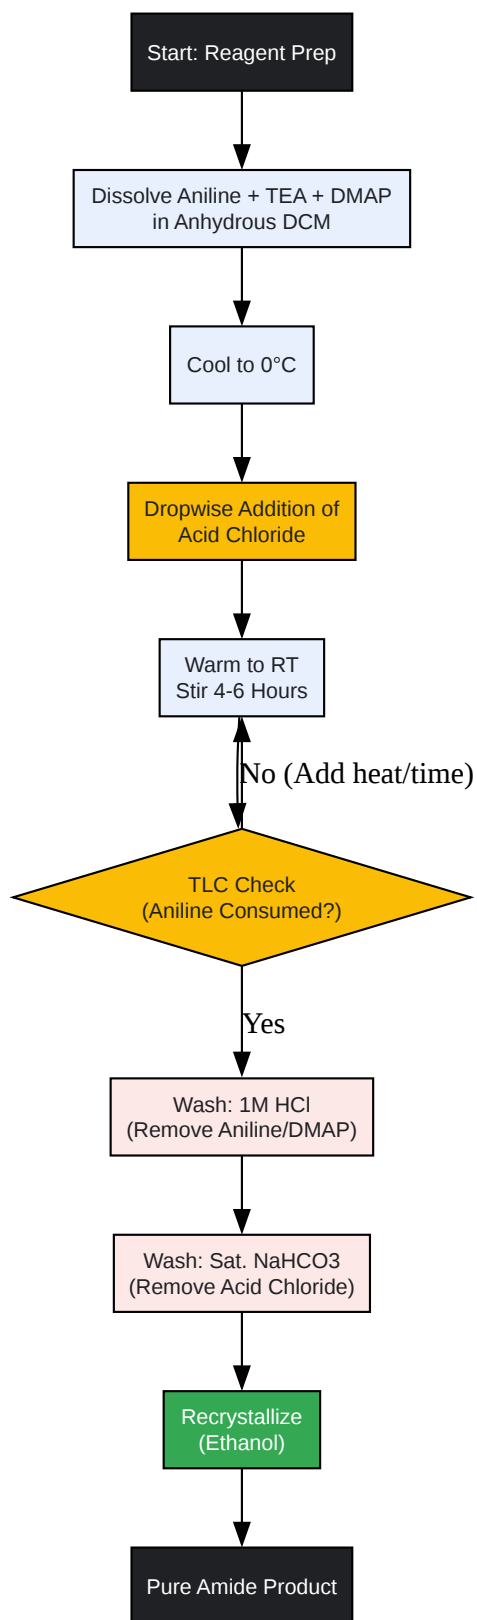 Start: Reagent Prep
Dissolve Aniline + TEA + DMAP
in Anhydrous DCM
Cool to 0°C
Dropwise Addition of
Acid Chloride
Warm to RT
Stir 4-6 Hours
No (Add heat/time)
TLC Check
(Aniline Consumed?)
Yes
Wash: 1M HCl
(Remove Aniline/DMAP)
Wash: Sat. NaHCO3
(Remove Acid Chloride)
Recrystallize
(Ethanol)
Pure Amide Product